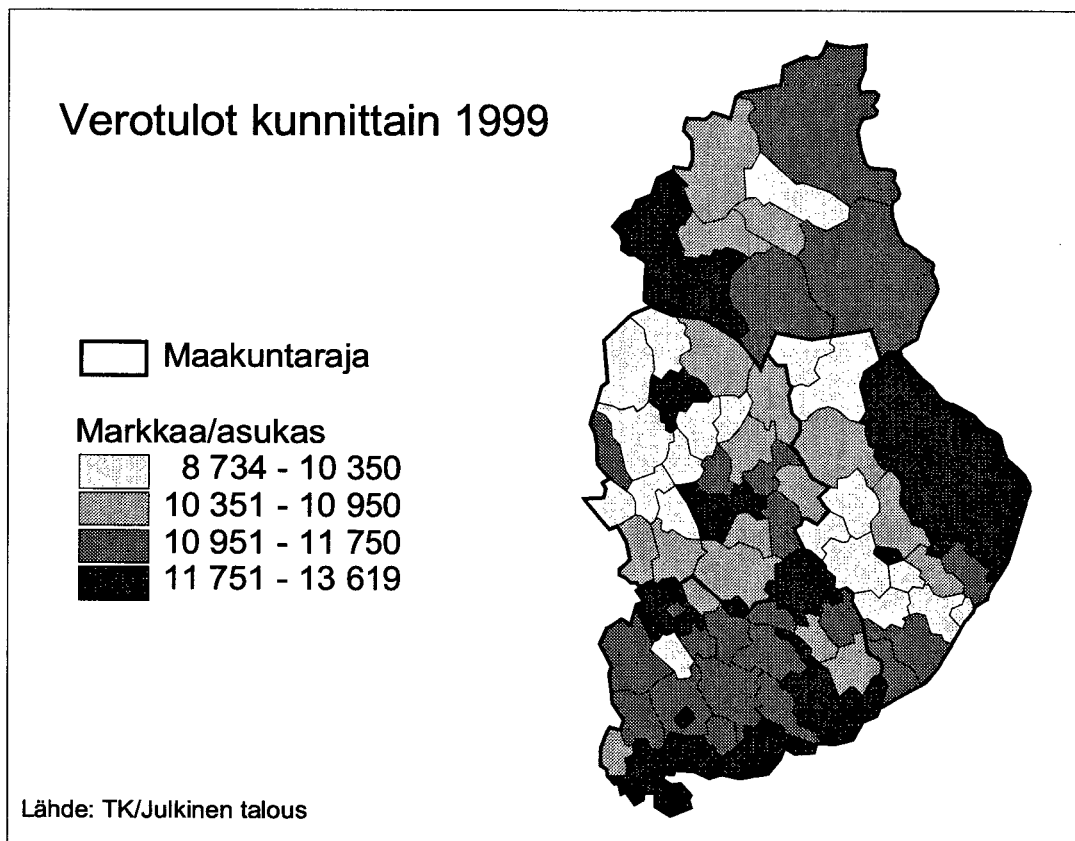 Verotulot kunnittain 1999
Maakuntaraja
Markkaa/asukas
8 734 - 10 350
10 351 - 10 950
10 951 - 11 750
11 751 - 13 619
Lähde: TK/Julkinen talous